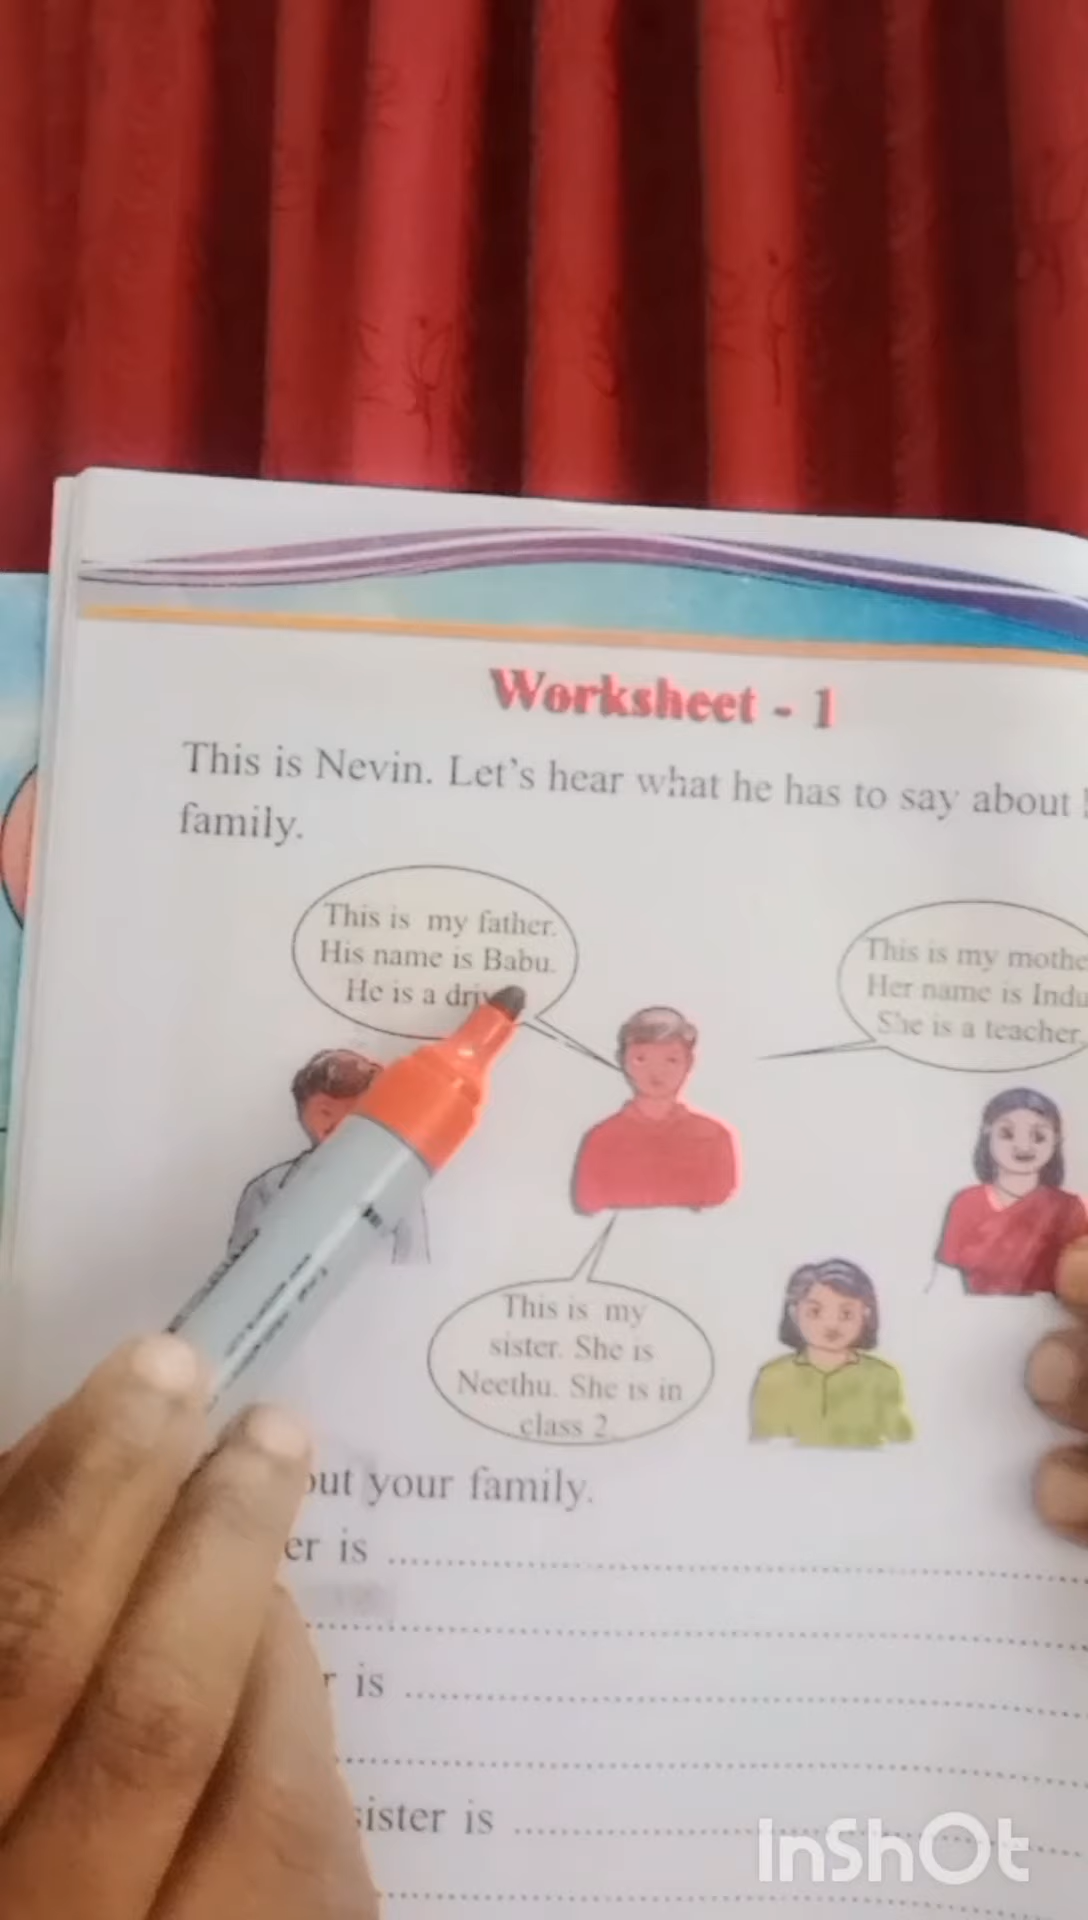 Worksheet - 1
This is Nevin. Let's hear what he has to say about
family.
This is my father.
His name is Babu.
He is a
This is my
Her name is Indu
She is a teacher
This is my
sister. She is
Neethu. She is in
class 2
your family.
is
is
sister is
InShOt